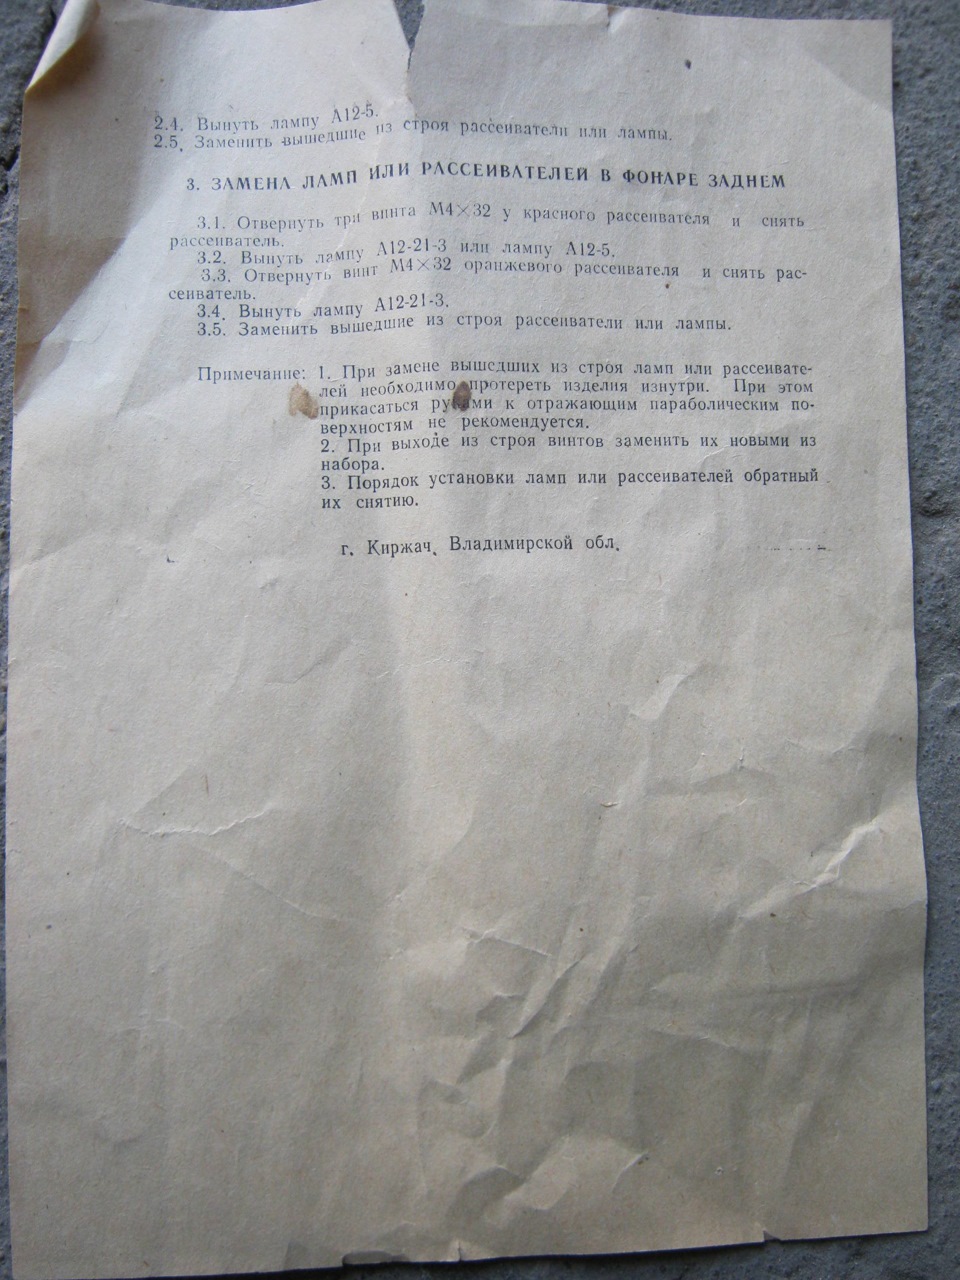 2.4. Вынуть лампу А12-5.
2.5. Заменить вышедшие из строя рассеиватели или лампы.
3. ЗАМЕНА ЛАМП ИЛИ РАССЕИВАТЕЛЕЙ В ФОНАРЕ ЗАДНЕМ
3.1. Отвернуть три винта М4×32 у красного рассеивателя и снять
рассеиватель.
3.2. Вынуть лампу А12-21-3 или лампу А12-5.
3.3. Отвернуть винт М4×32 оранжевого рассеивателя и снять рас-
сеиватель.
3.4. Вынуть лампу А12-21-3.
3.5. Заменить вышедшие из строя рассеиватели или лампы.
Примечание: 1. При замене вышедших из строя ламп или рассеивате-
лей необходимо протереть изделия изнутри. При этом
прикасаться руками к отражающим параболическим по-
верхностям не рекомендуется.
2. При выходе из строя винтов заменить их новыми из
набора.
3. Порядок установки ламп или рассеивателей обратный
их снятию.
г. Киржач, Владимирской обл.